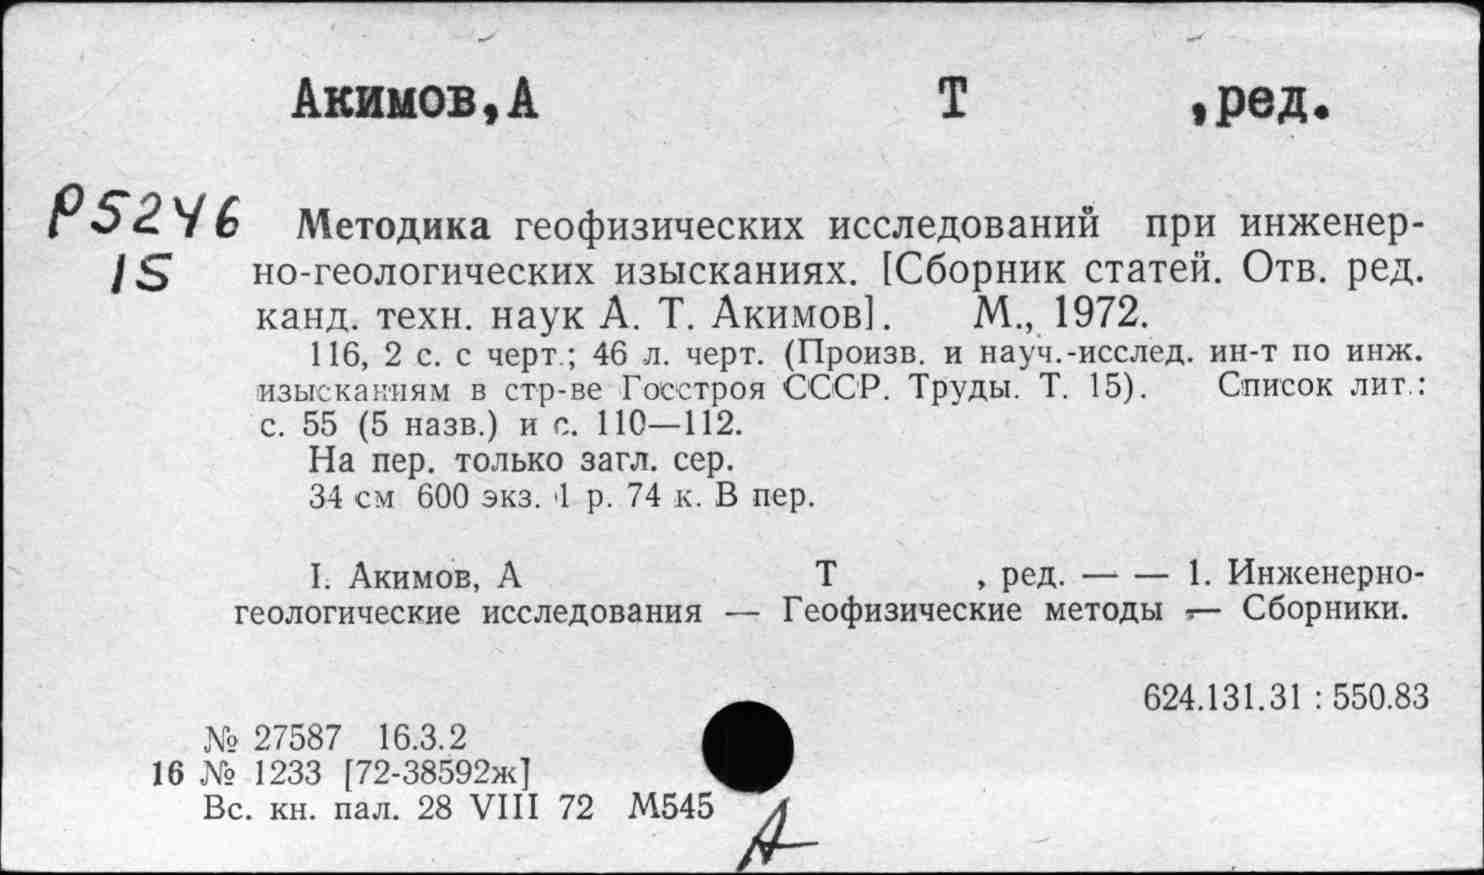 Акимов,А Т ,ред.
Р5246
15
Методика геофизических исследований при инженер-
но-геологических изысканиях. [Сборник статей. Отв. ред.
канд. техн. наук А. Т. Акимов]. М., 1972.
116, 2 с. с черт.; 46 л. черт. (Произв. и науч.-исслед. ин-т по инж.
изысканиям в стр-ве Госстроя СССР. Труды. Т. 15). Список лит.:
с. 55 (5 назв.) и с. 110—112.
На пер. только загл. сер.
34 см 600 экз. 1 р. 74 к. В пер.
I. Акимов, А Т , ред. — — 1. Инженерно-
геологические исследования — Геофизические методы — Сборники.
624.131.31 : 550.83
№ 27587 16.3.2
16 № 1233 [72-38592ж]
Вс. кн. пал. 28 VIII 72 М545
А